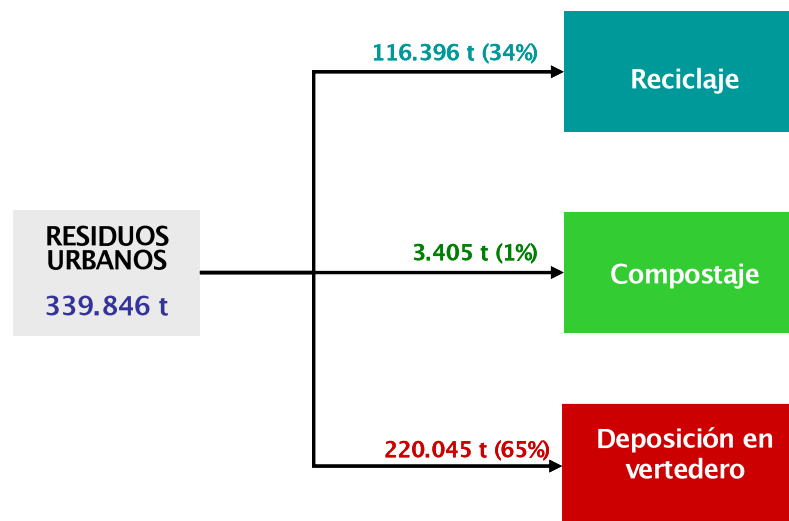 116.396 t (34%)
Reciclaje
RESIDUOS
URBANOS
339.846 t
3.405 t (1%)
Compostaje
220.045 t (65%)
Deposición en
vertedero